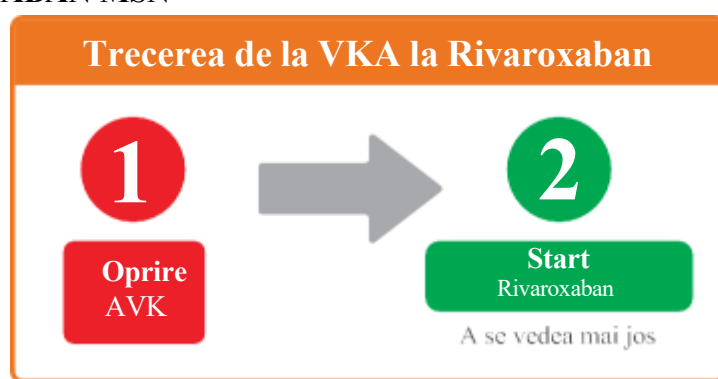 Trecerea de la VKA la Rivaroxaban
1
2
Oprire
AVK
Start
Rivaroxaban
A se vedea mai jos